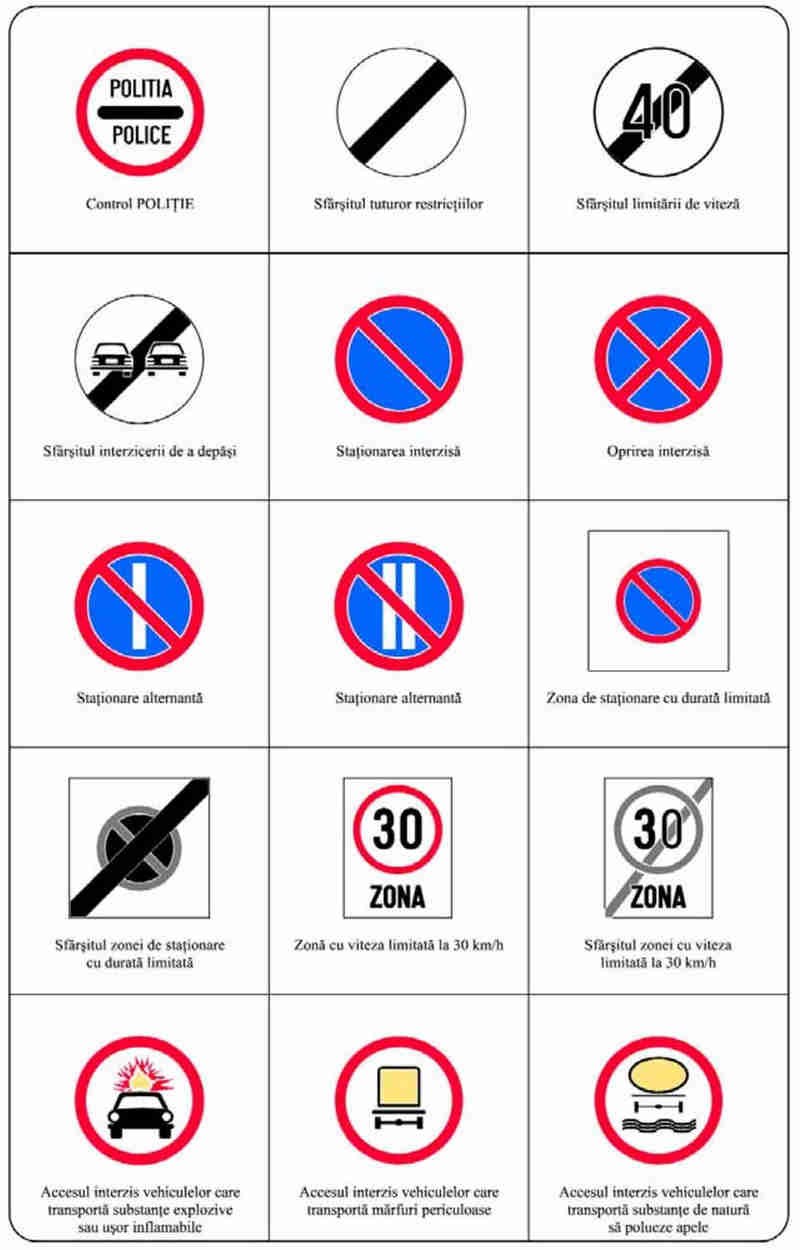 POLITIA
POLICE
Control POLIȚIE
Sfârșitul tuturor restricțiilor
40
Sfârșitul limitării de viteză
Sfârșitul interzicerii de a depăși
Staționarea interzisă
Oprirea interzisă
Staționare alternantă
Staționare alternantă
Zona de staționare cu durată limitată
Sfârșitul zonei de staționare
cu durată limitată
30
ZONA
Zonă cu viteza limitată la 30 km/h
30
ZONA
Sfârșitul zonei cu viteza
limitată la 30 km/h
Accesul interzis vehiculelor care
transportă substanțe explozive
sau ușor inflamabile
Accesul interzis vehiculelor care
transportă mărfuri periculoase
Accesul interzis vehiculelor care
transportă substanțe de natură
să polueze apele